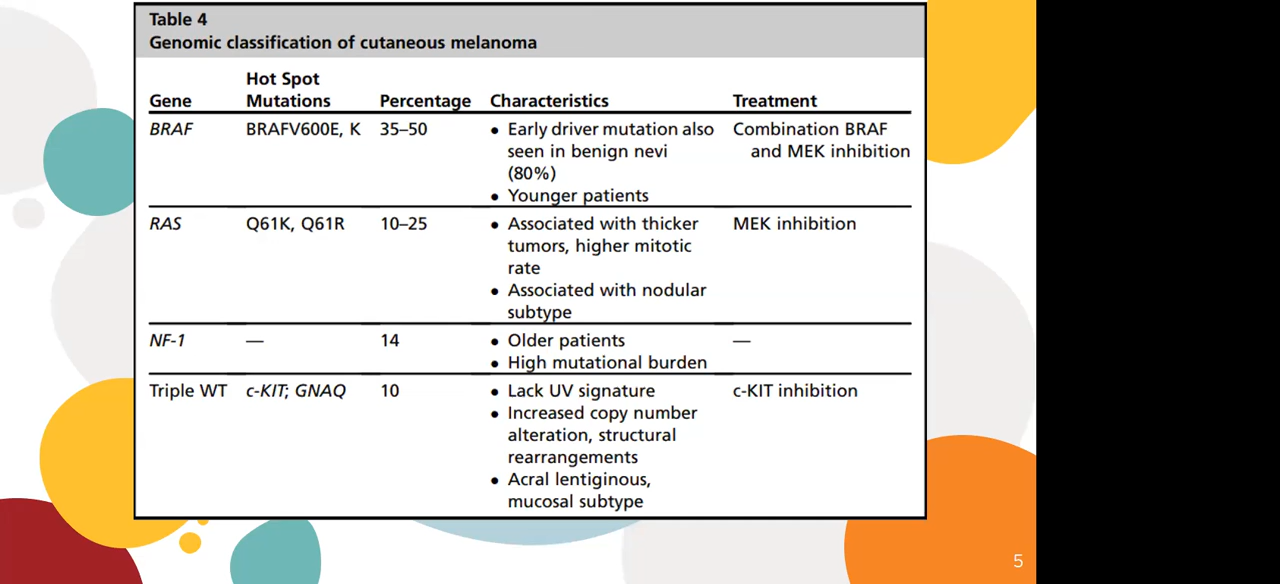 Table 4
Genomic classification of cutaneous melanoma
Hot Spot
Gene Mutations Percentage Characteristics Treatment
BRAF BRAFV600E, K 35–50 • Early driver mutation also Combination BRAF
seen in benign nevi and MEK inhibition
(80%)
• Younger patients
RAS Q61K, Q61R 10–25 • Associated with thicker MEK inhibition
tumors, higher mitotic
rate
• Associated with nodular
subtype
NF-1 — 14 • Older patients —
• High mutational burden
Triple WT c-KIT; GNAQ 10 • Lack UV signature c-KIT inhibition
• Increased copy number
alteration, structural
rearrangements
• Acral lentiginous,
mucosal subtype
5